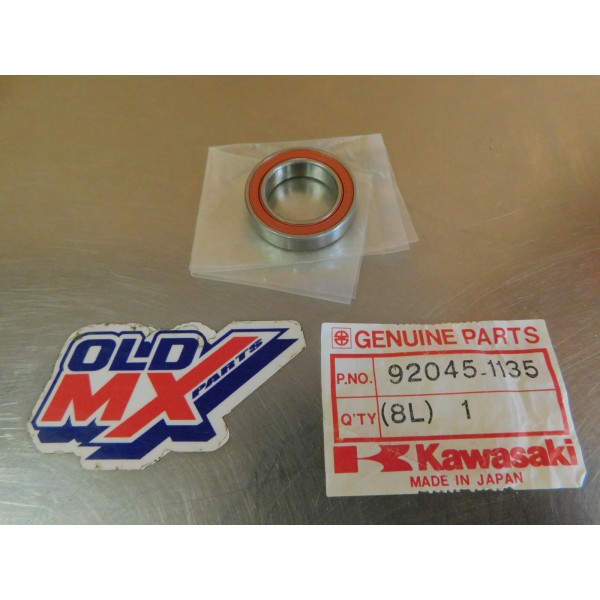 OLD
MX
PARTS
GENUINE PARTS
P.NO. 92045-1135
Q'TY (8L) 1
Kawasaki
MADE IN JAPAN